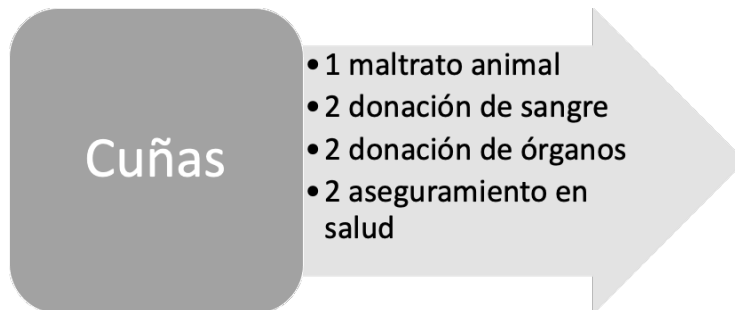 Cuñas
• 1 maltrato animal
• 2 donación de sangre
• 2 donación de órganos
• 2 aseguramiento en
salud